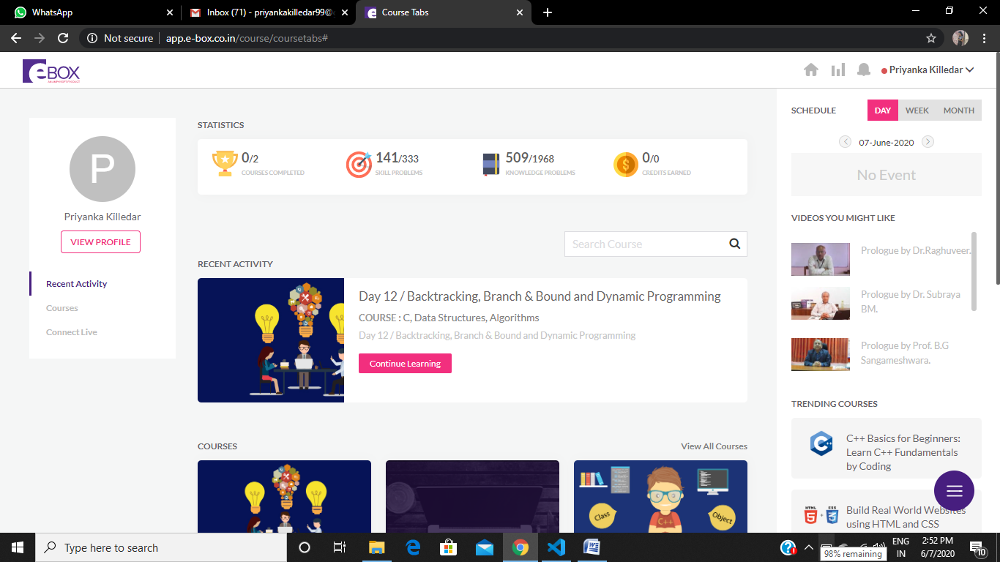 WhatsApp
Inbox (71) - priyankakilledar99@
Course Tabs
Not secure
app.e-box.co.in/course/coursetabs#
eBOX
Priyanka Killedar
P
Priyanka Killedar
VIEW PROFILE
Recent Activity
Courses
Connect Live
STATISTICS
0/2
COURSES COMPLETED
141/333
SKILL PROBLEMS
509/1968
KNOWLEDGE PROBLEMS
0/0
CREDITS EARNED
Search Course
RECENT ACTIVITY
Day 12 / Backtracking, Branch & Bound and Dynamic Programming
COURSE : C, Data Structures, Algorithms
Day 12 / Backtracking, Branch & Bound and Dynamic Programming
Continue Learning
COURSES
View All Courses
Class
C++
Object
SCHEDULE
DAY
WEEK
MONTH
07-June-2020
No Event
VIDEOS YOU MIGHT LIKE
Prologue by Dr.Raghuveer.
Prologue by Dr. Subraya
BM.
Prologue by Prof. B.G
Sangameshwara.
TRENDING COURSES
C++
C++ Basics for Beginners:
Learn C++ Fundamentals
by Coding
HTML
CSS
Build Real World Websites
using HTML and CSS
Type here to search
98% remaining
ENG
IN
2:52 PM
6/7/2020
10